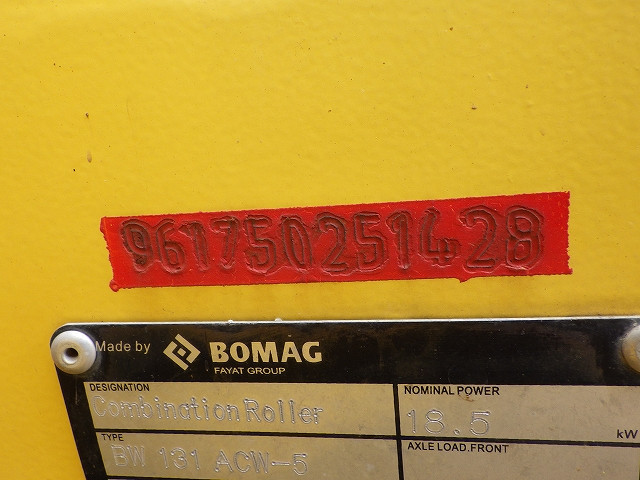 961750251428
Made by BOMAG
FAYAT GROUP
DESIGNATION
Combination Roller
NOMINAL POWER
18.5 kW
TYPE
BW 131 ACW-5
AXLE LOAD.FRONT